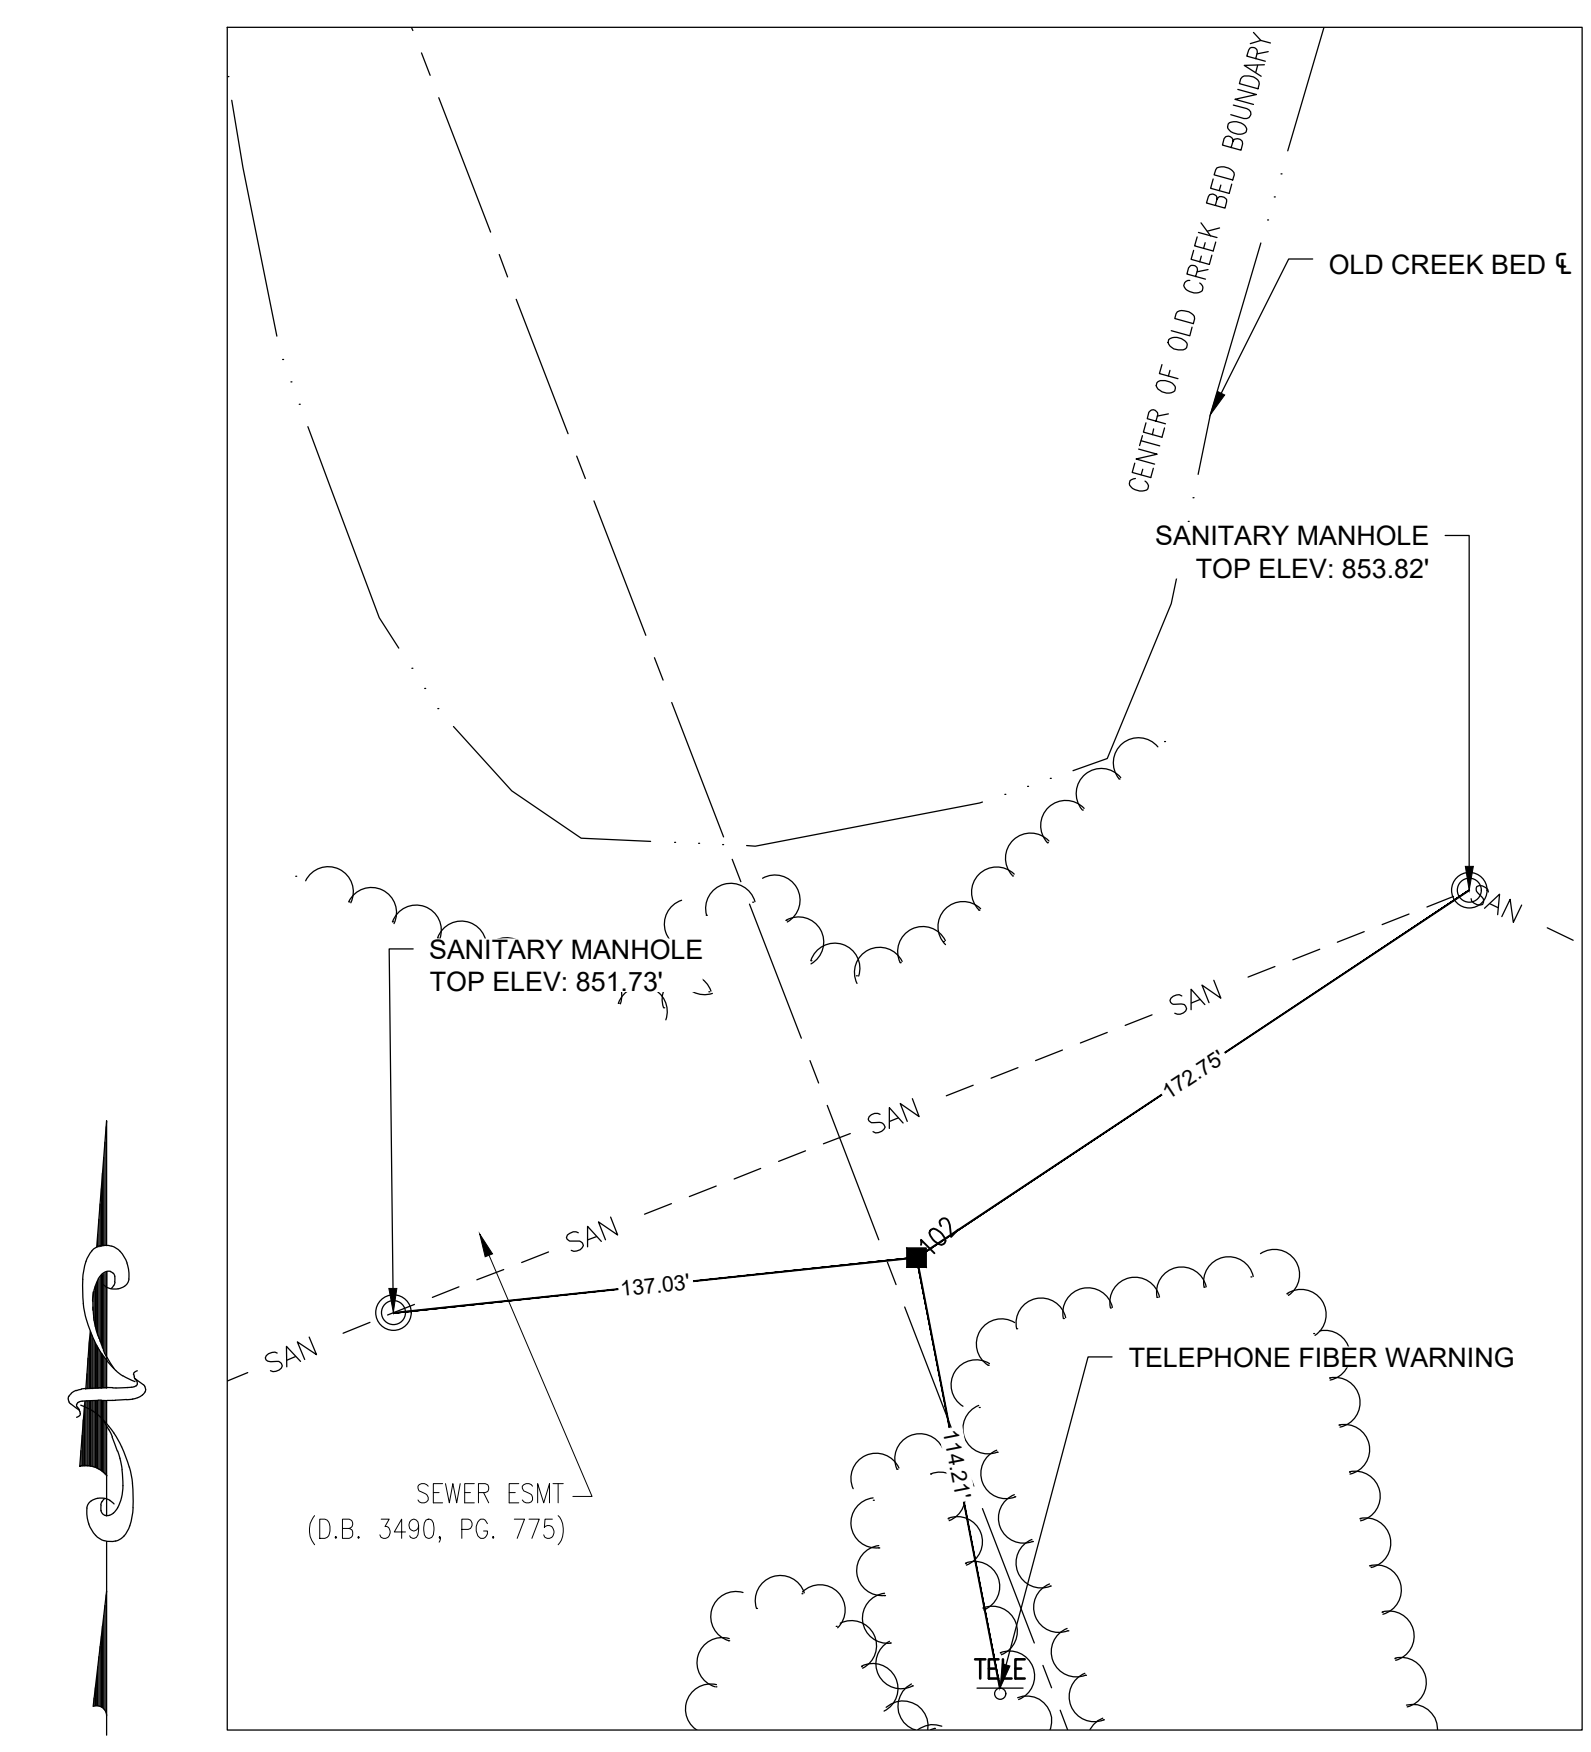 CENTER OF OLD CREEK BED BOUNDARY
OLD CREEK BED ℄
SANITARY MANHOLE
TOP ELEV: 853.82'
SAN
SANITARY MANHOLE
TOP ELEV: 851.73'
SAN
172.75'
SAN
102
SAN
137.03'
SAN
TELEPHONE FIBER WARNING
114.21'
SEWER ESMT
(D.B. 3490, PG. 775)
TELE